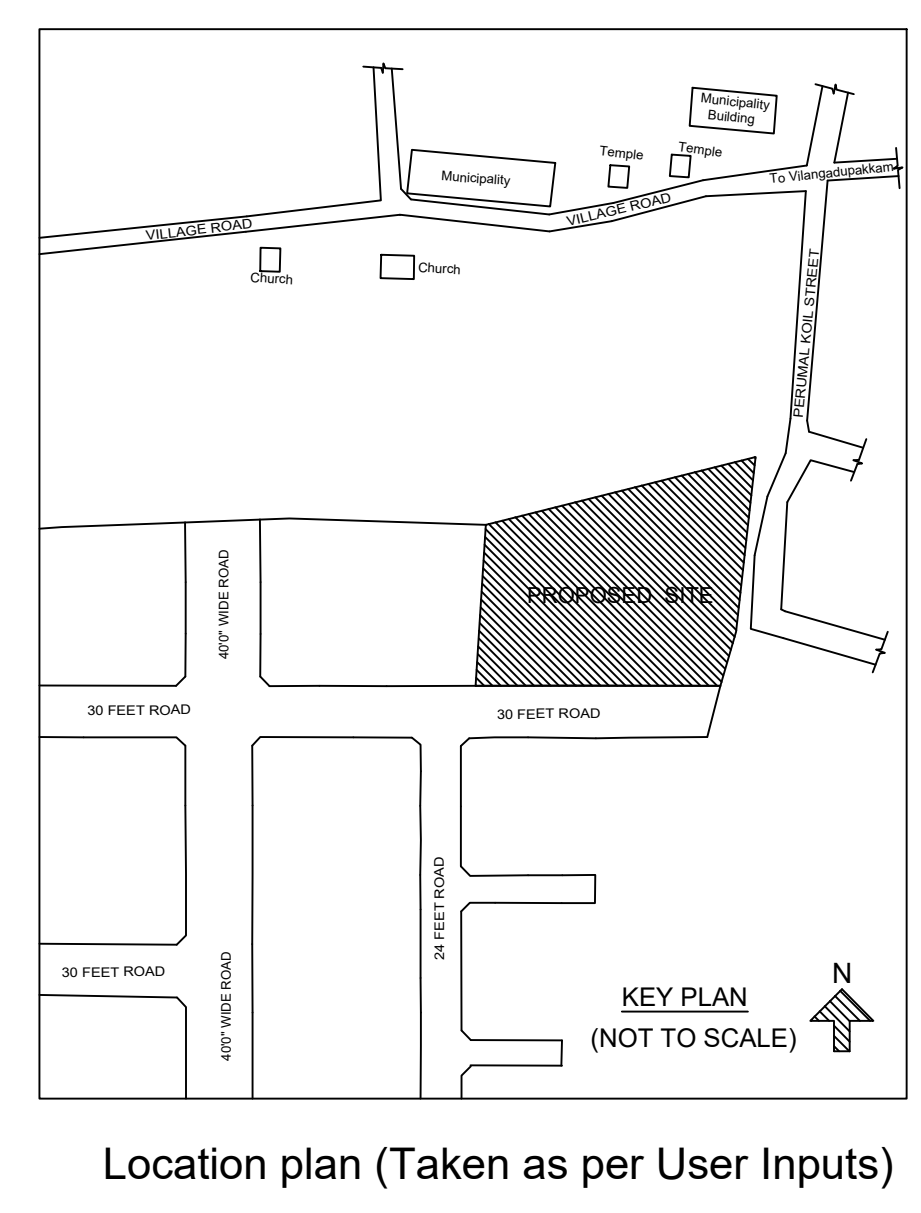 Municipality
Building
Temple
Temple
Municipality
To Vilangadupakkam
VILLAGE ROAD
VILLAGE ROAD
Church
Church
PERUMAL KOIL STREET
40'0" WIDE ROAD
PROPOSED SITE
30 FEET ROAD
30 FEET ROAD
24 FEET ROAD
30 FEET ROAD
40'0" WIDE ROAD
N
KEY PLAN
(NOT TO SCALE)
Location plan (Taken as per User Inputs)